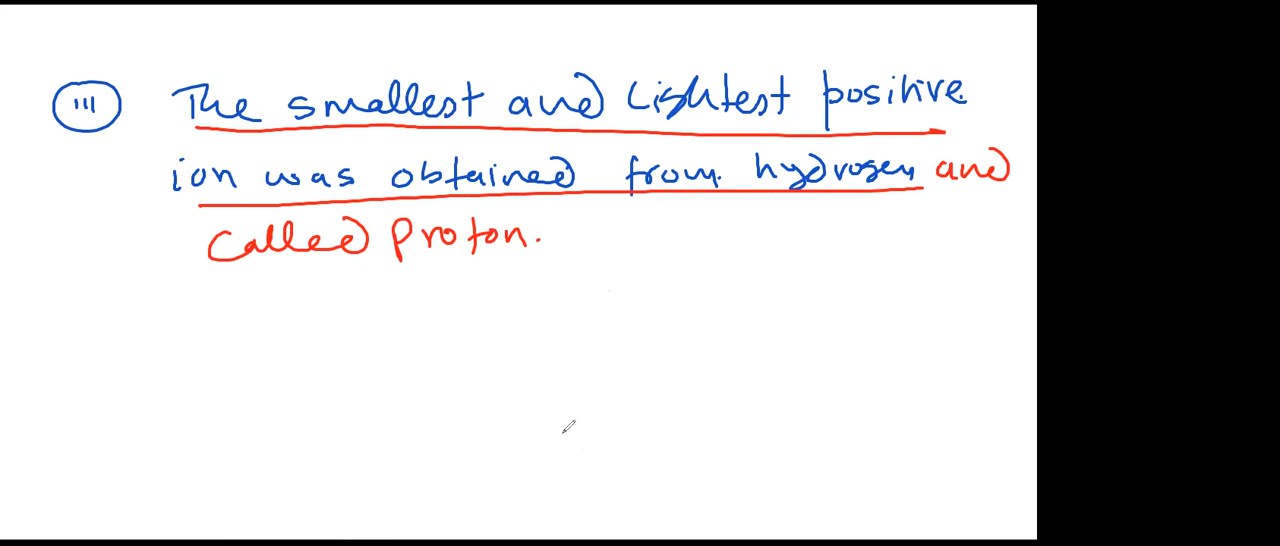 (III) The smallest and Lightest positive
ion was obtained from hydrogen and
called proton.